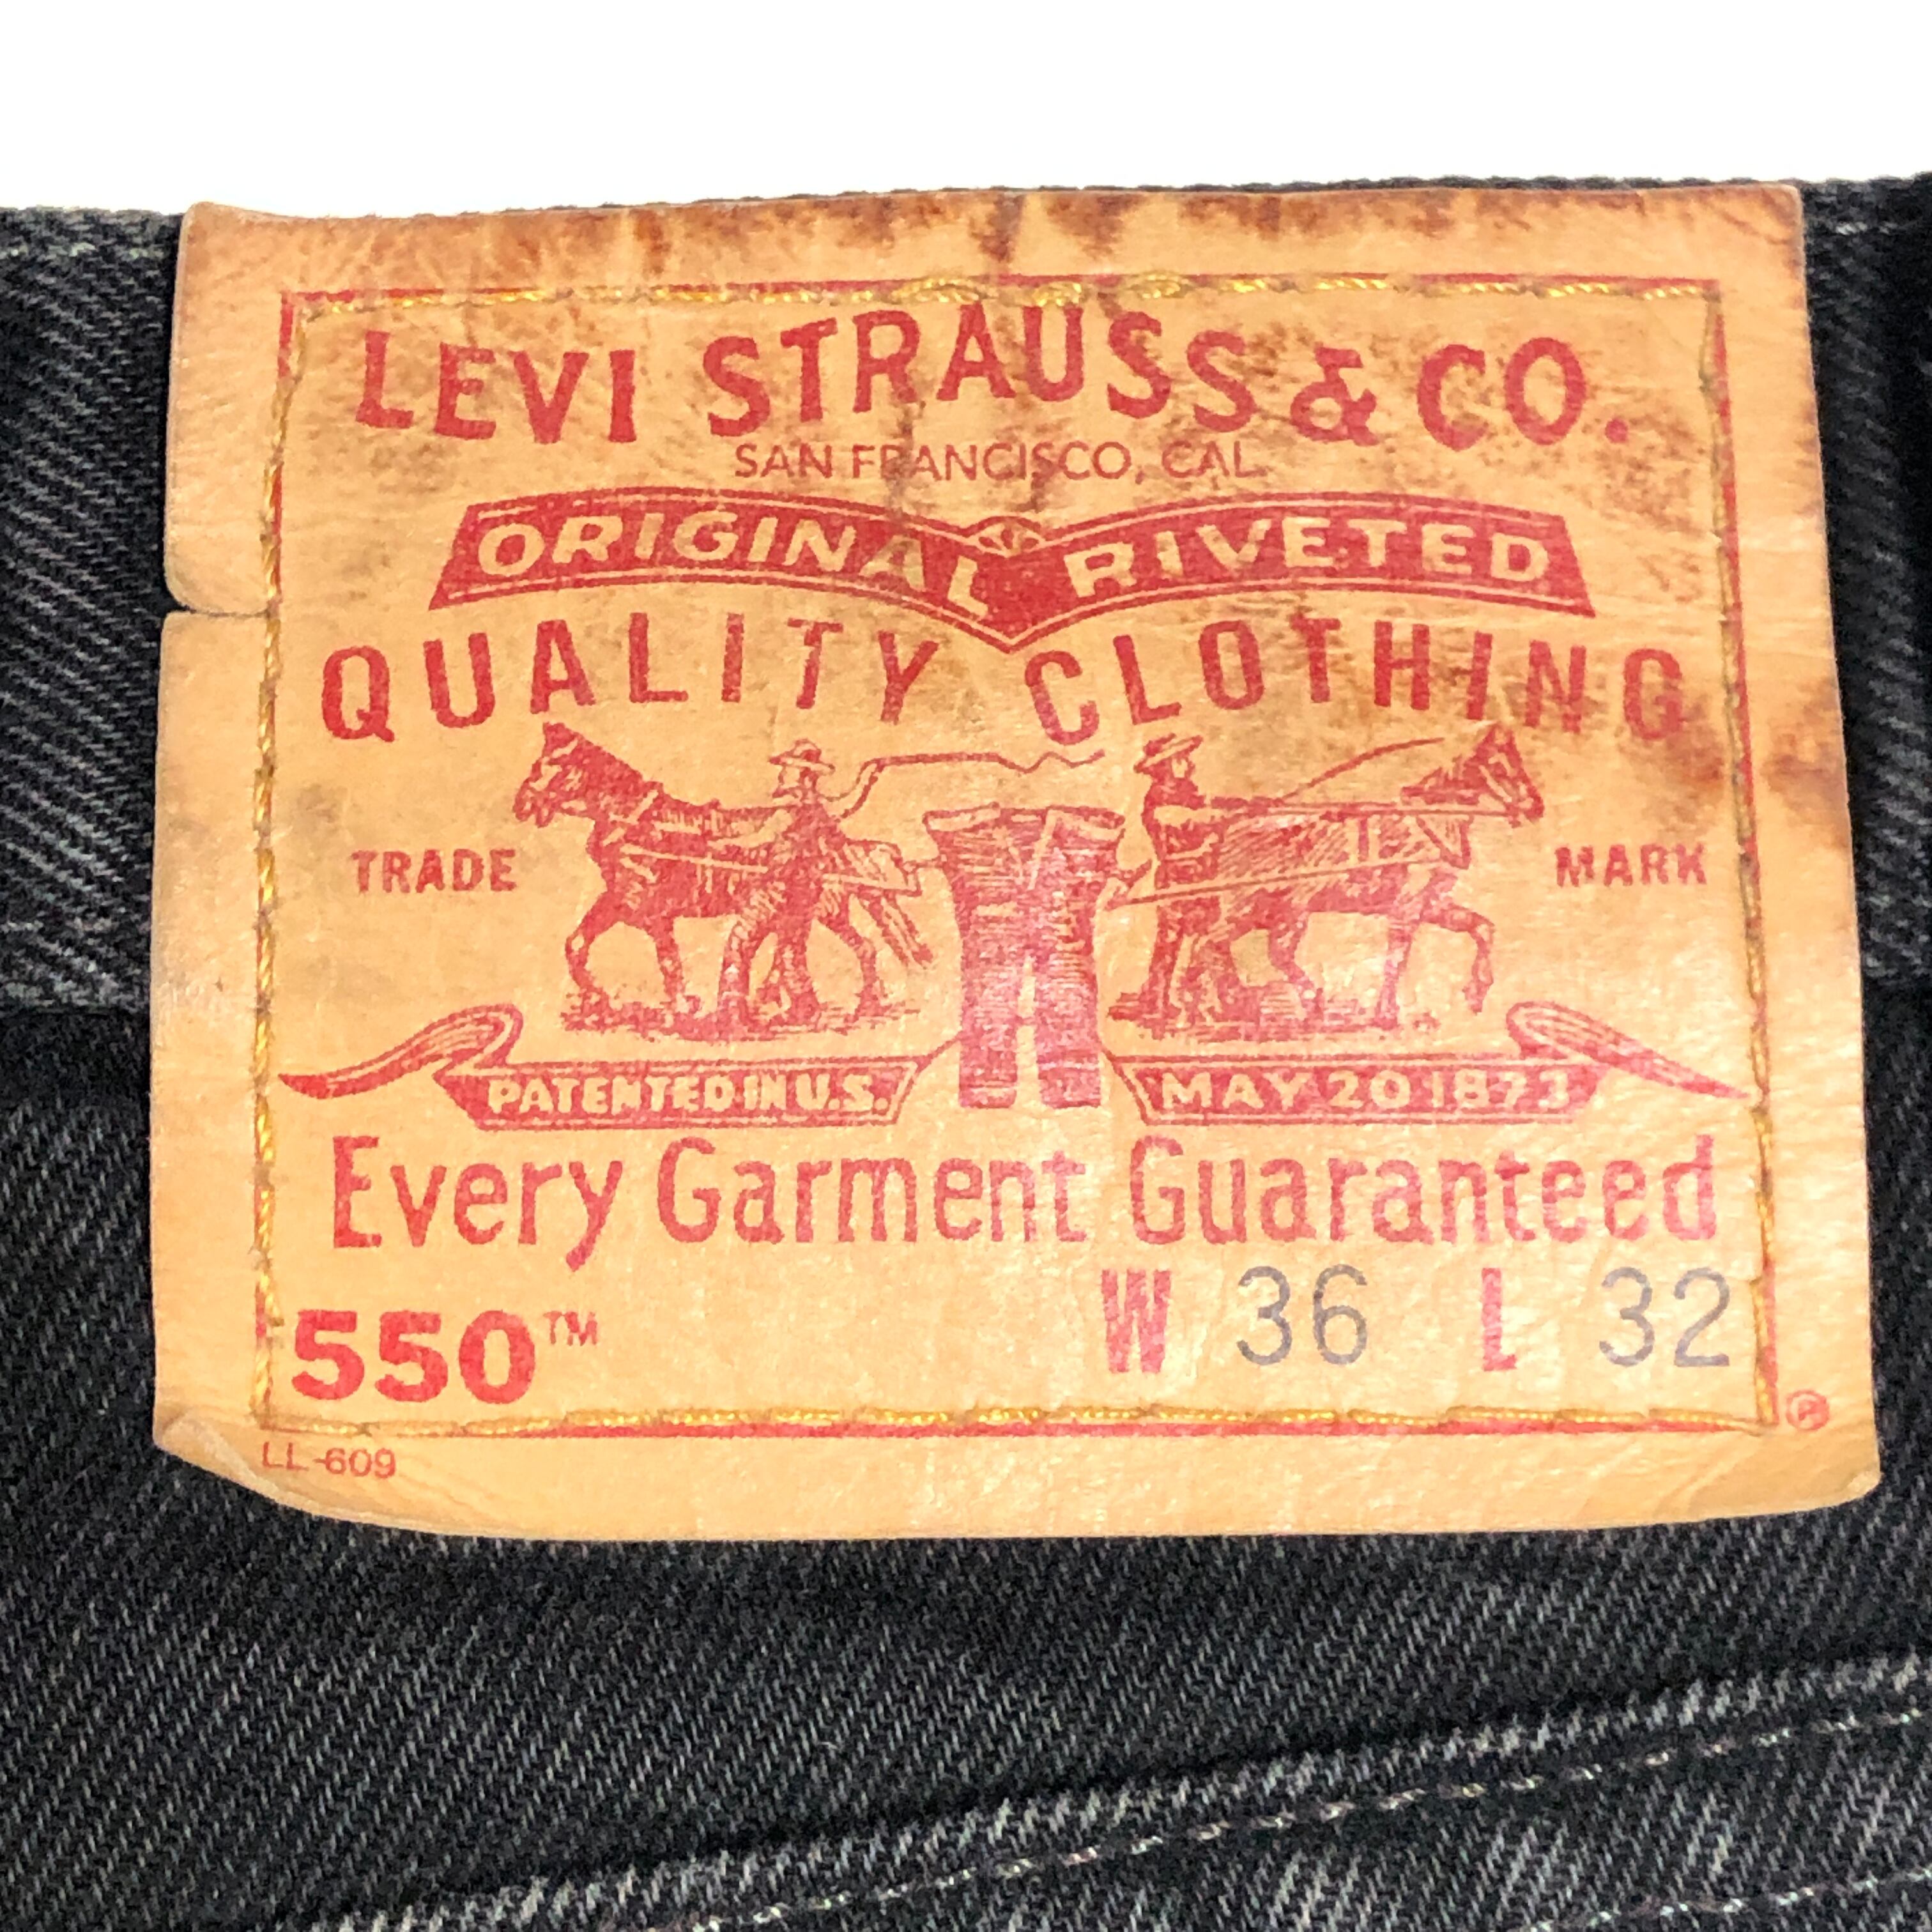 LEVI STRAUSS & CO.
SAN FRANCISCO, CAL.
ORIGINAL RIVETED
QUALITY CLOTHING
TRADE MARK
PATENTED IN U.S. MAY 20 1873
Every Garment Guaranteed
550™ W 36 L 32
®
LL-609